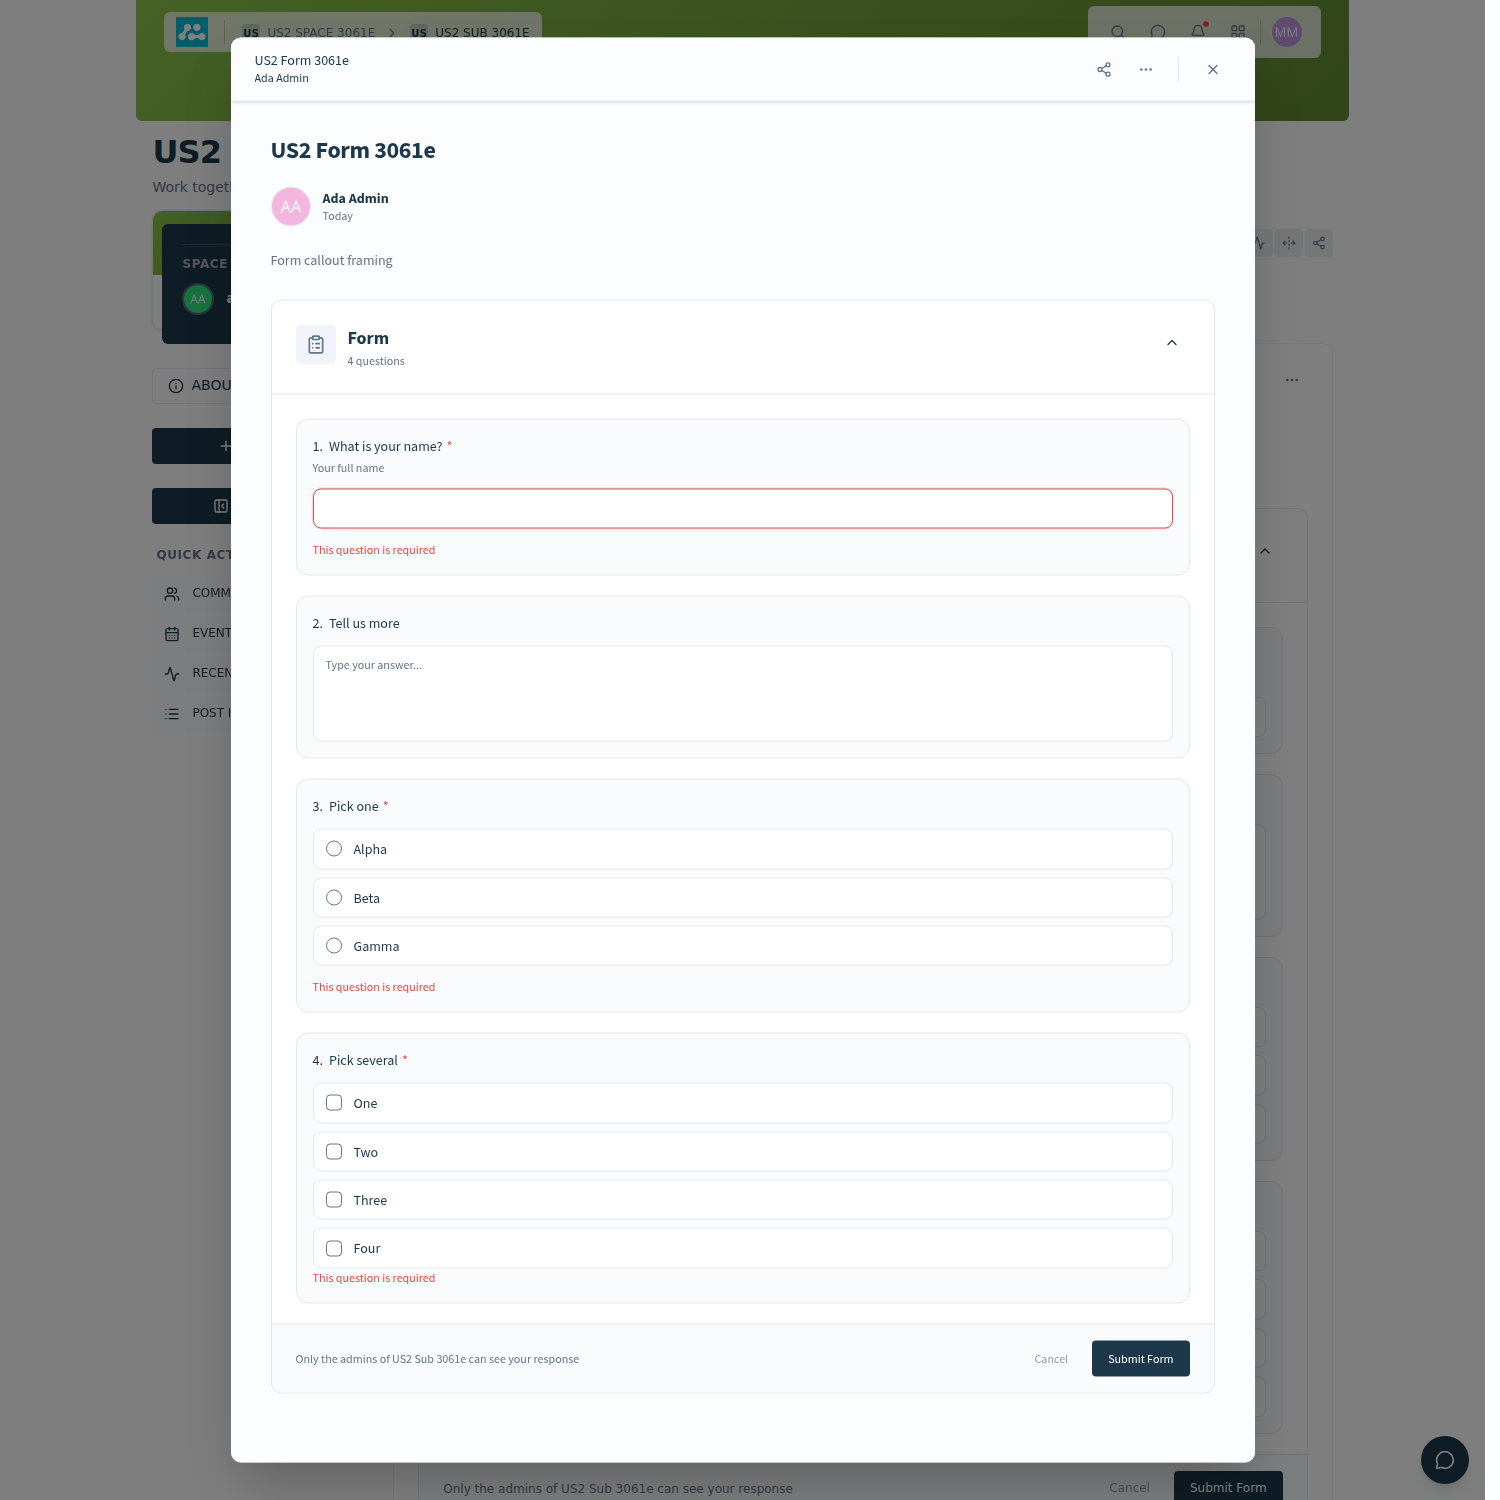 US US2 SPACE 3061E > US US2 SUB 3061E
MM
US2 Form 3061e
Ada Admin
US2
Work toget
SPACE
AA
ABOU
QUICK ACT
COMM
EVENT
RECEN
POST
US2 Form 3061e
AA
Ada Admin
Today
Form callout framing
Form
4 questions
1. What is your name? *
Your full name
This question is required
2. Tell us more
Type your answer...
3. Pick one *
Alpha
Beta
Gamma
This question is required
4. Pick several *
One
Two
Three
Four
This question is required
Only the admins of US2 Sub 3061e can see your response
Cancel
Submit Form
Only the admins of US2 Sub 3061e can see your response
Cancel
Submit Form